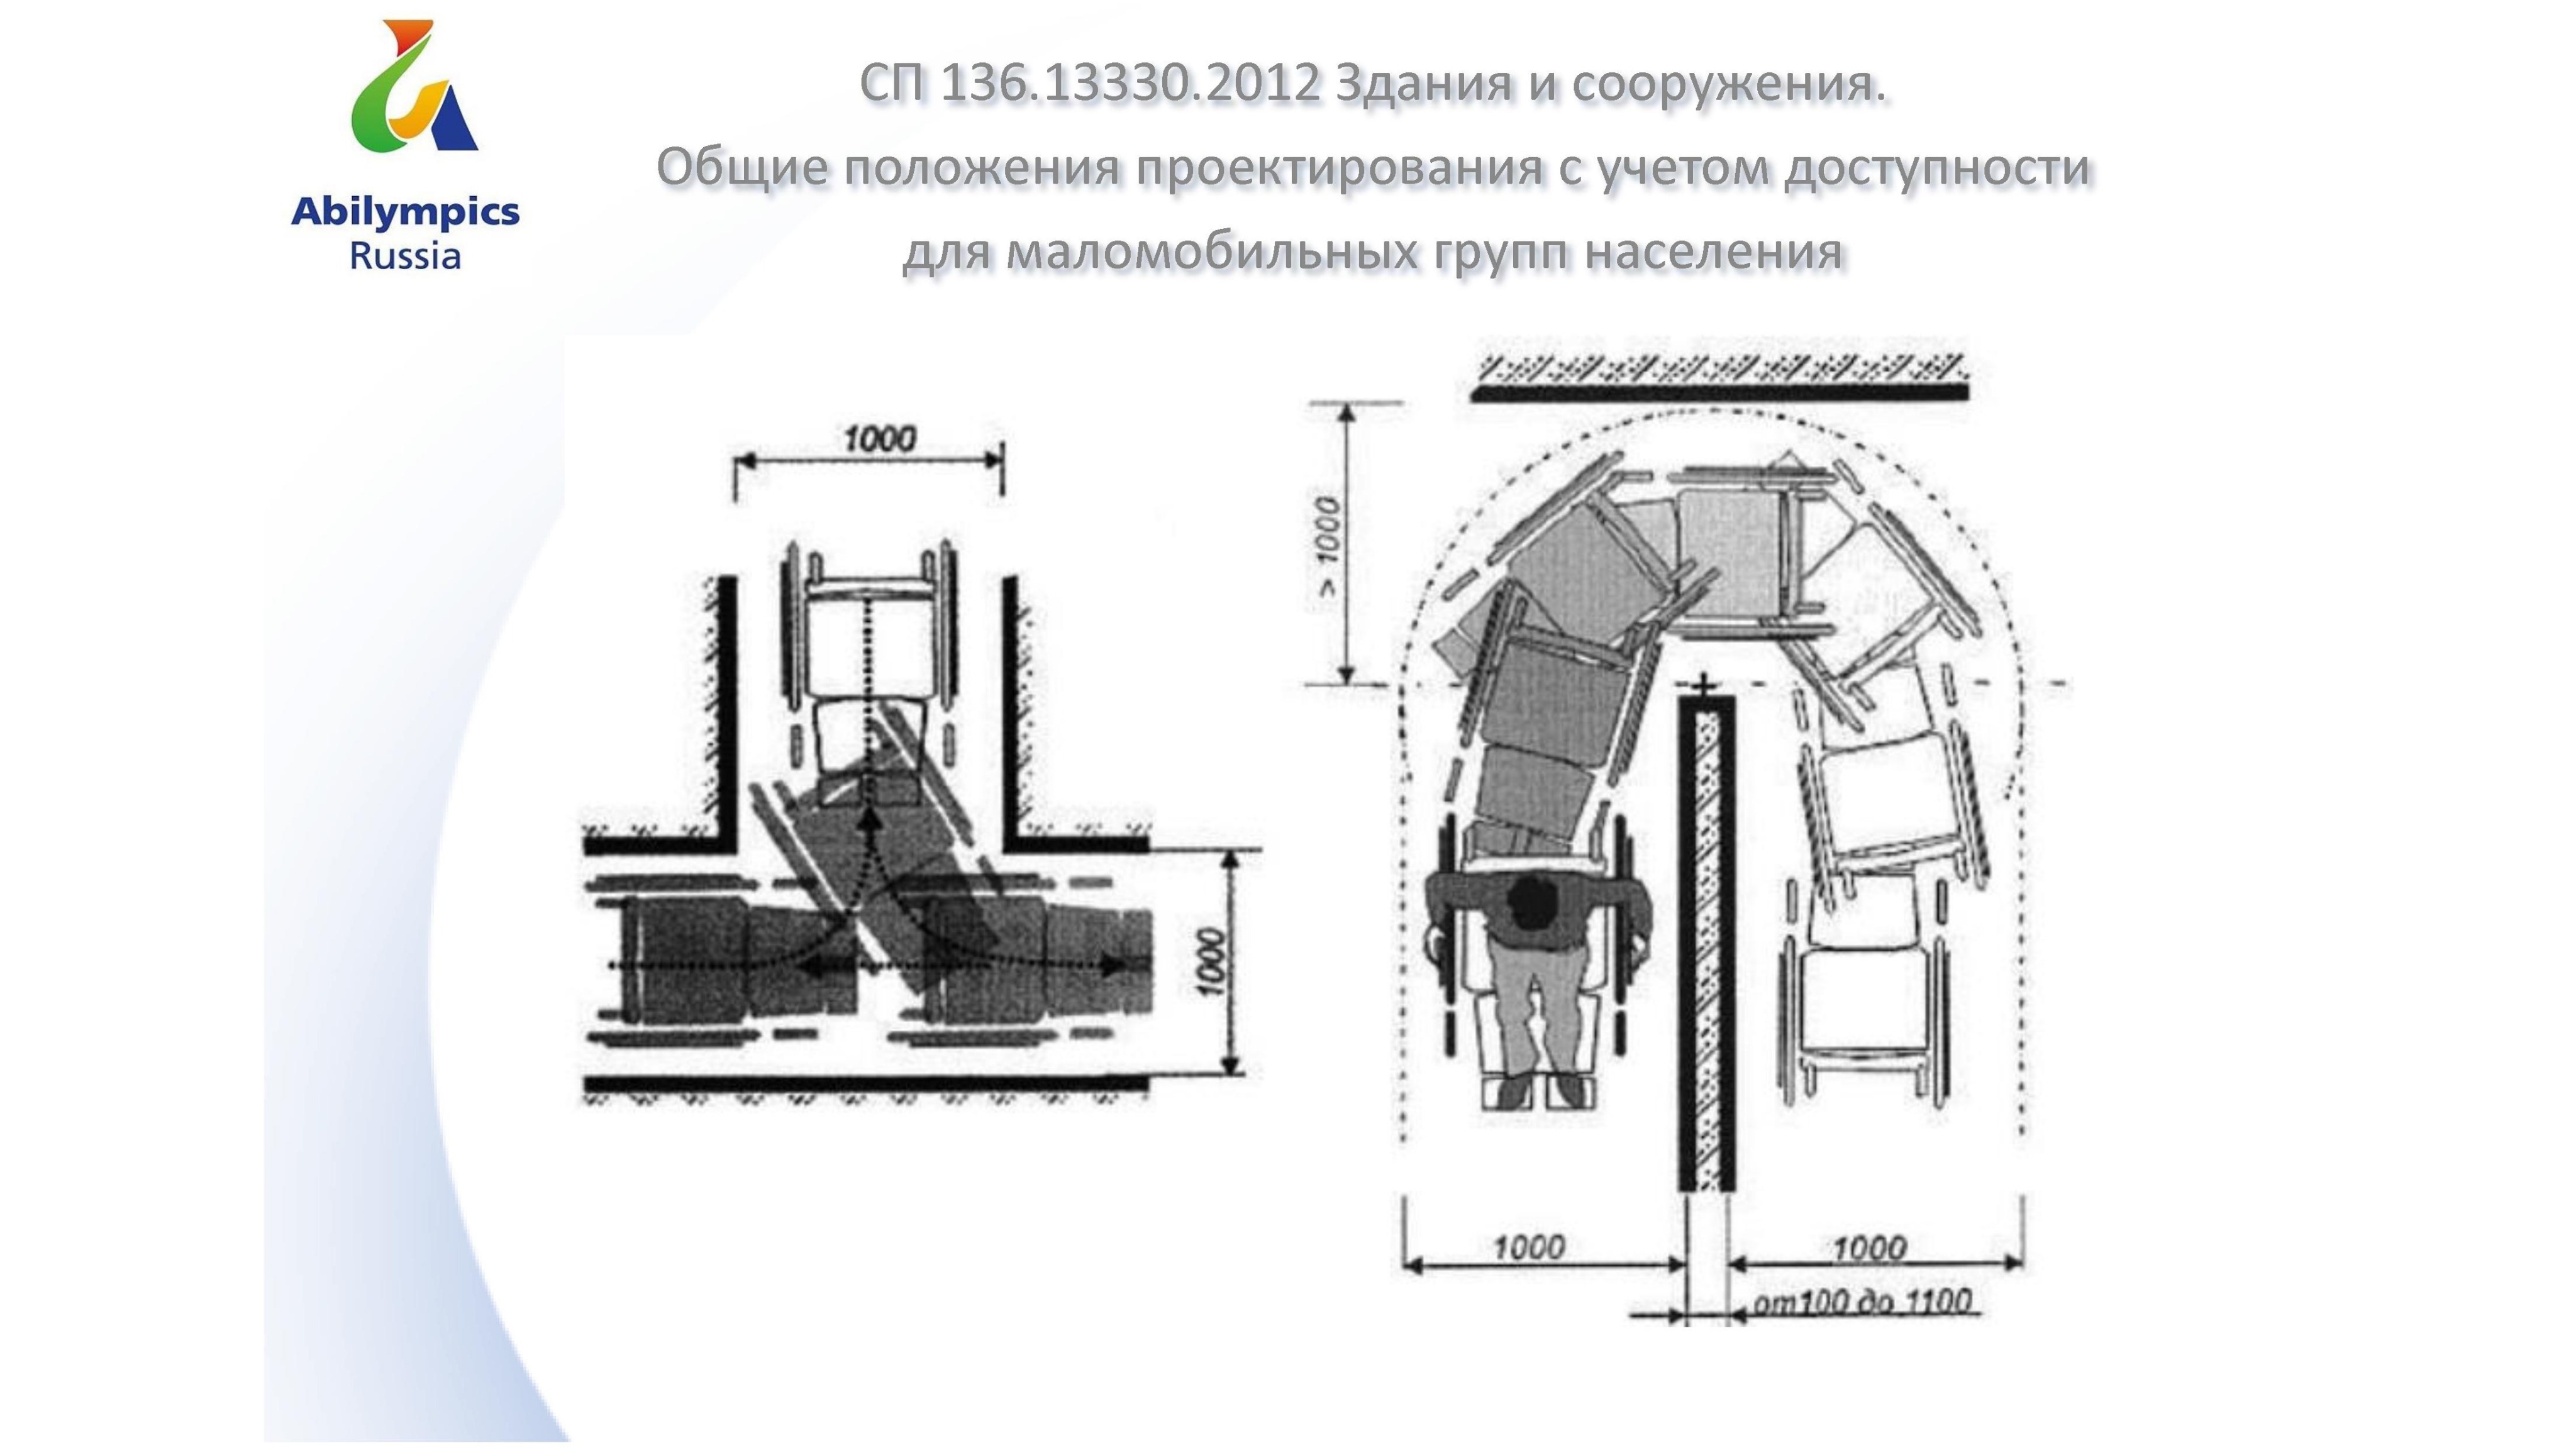 СП 136.13330.2012 Здания и сооружения.
Общие положения проектирования с учетом доступности
для маломобильных групп населения
Abilympics
Russia
1000
1000
> 1000
1000
1000
от100 до 1100